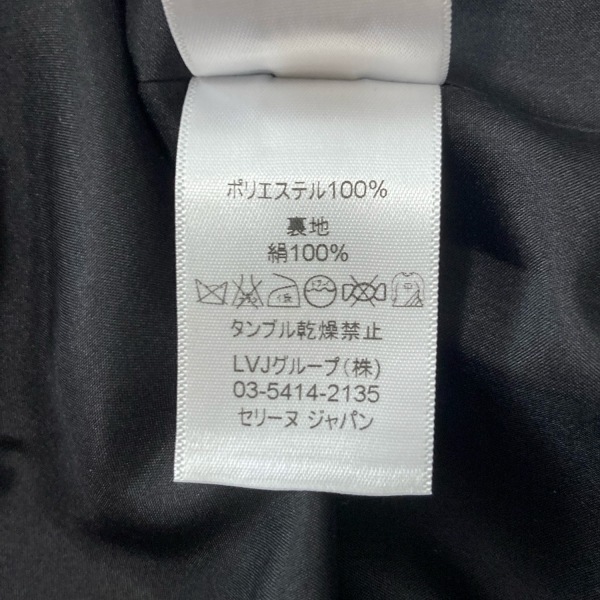 ポリエステル100%
裏地
絹100%
タンブル乾燥禁止
LVJグループ(株)
03-5414-2135
セリーヌ ジャパン